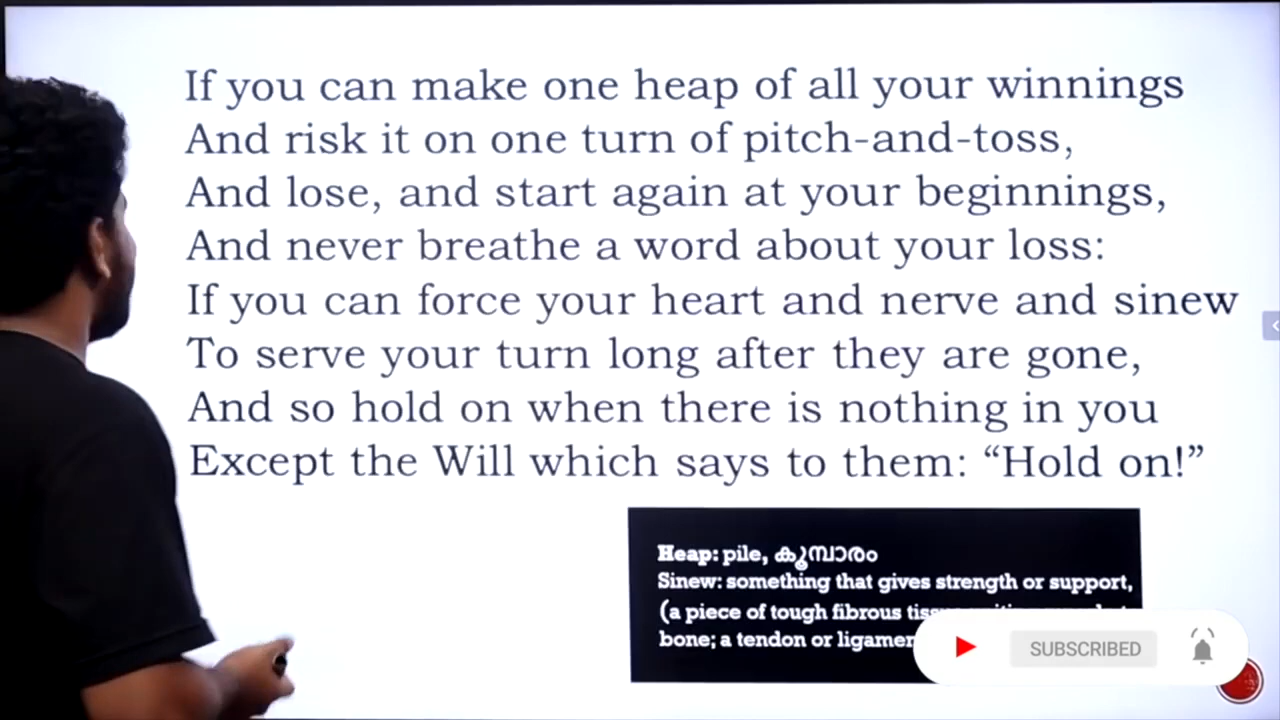 If you can make one heap of all your winnings
And risk it on one turn of pitch-and-toss,
And lose, and start again at your beginnings,
And never breathe a word about your loss:
If you can force your heart and nerve and sinew
To serve your turn long after they are gone,
And so hold on when there is nothing in you
Except the Will which says to them: “Hold on!”
Heap: pile, കൂമ്പാരം
Sinew: something that gives strength or support,
(a piece of tough fibrous
bone; a tendon or
SUBSCRIBED